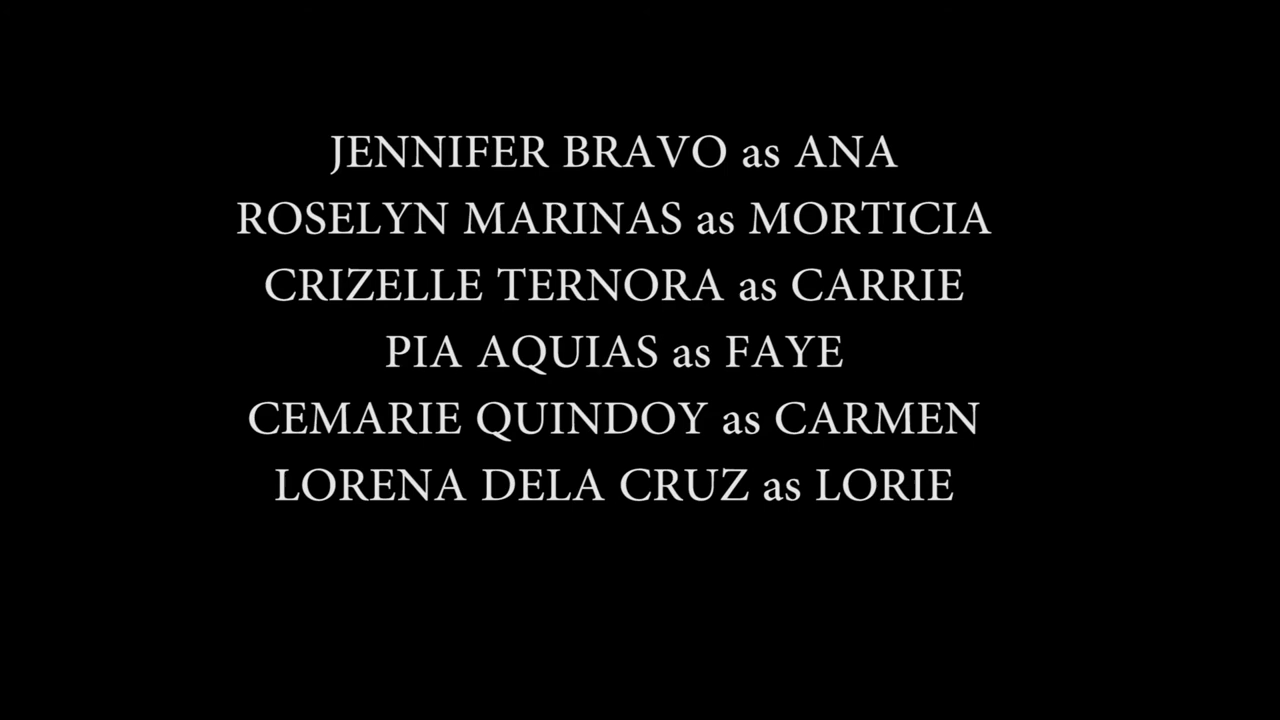 JENNIFER BRAVO as ANA
ROSELYN MARINAS as MORTICIA
CRIZELLE TERNORA as CARRIE
PIA AQUIAS as FAYE
CEMARIE QUINDOY as CARMEN
LORENA DELA CRUZ as LORIE